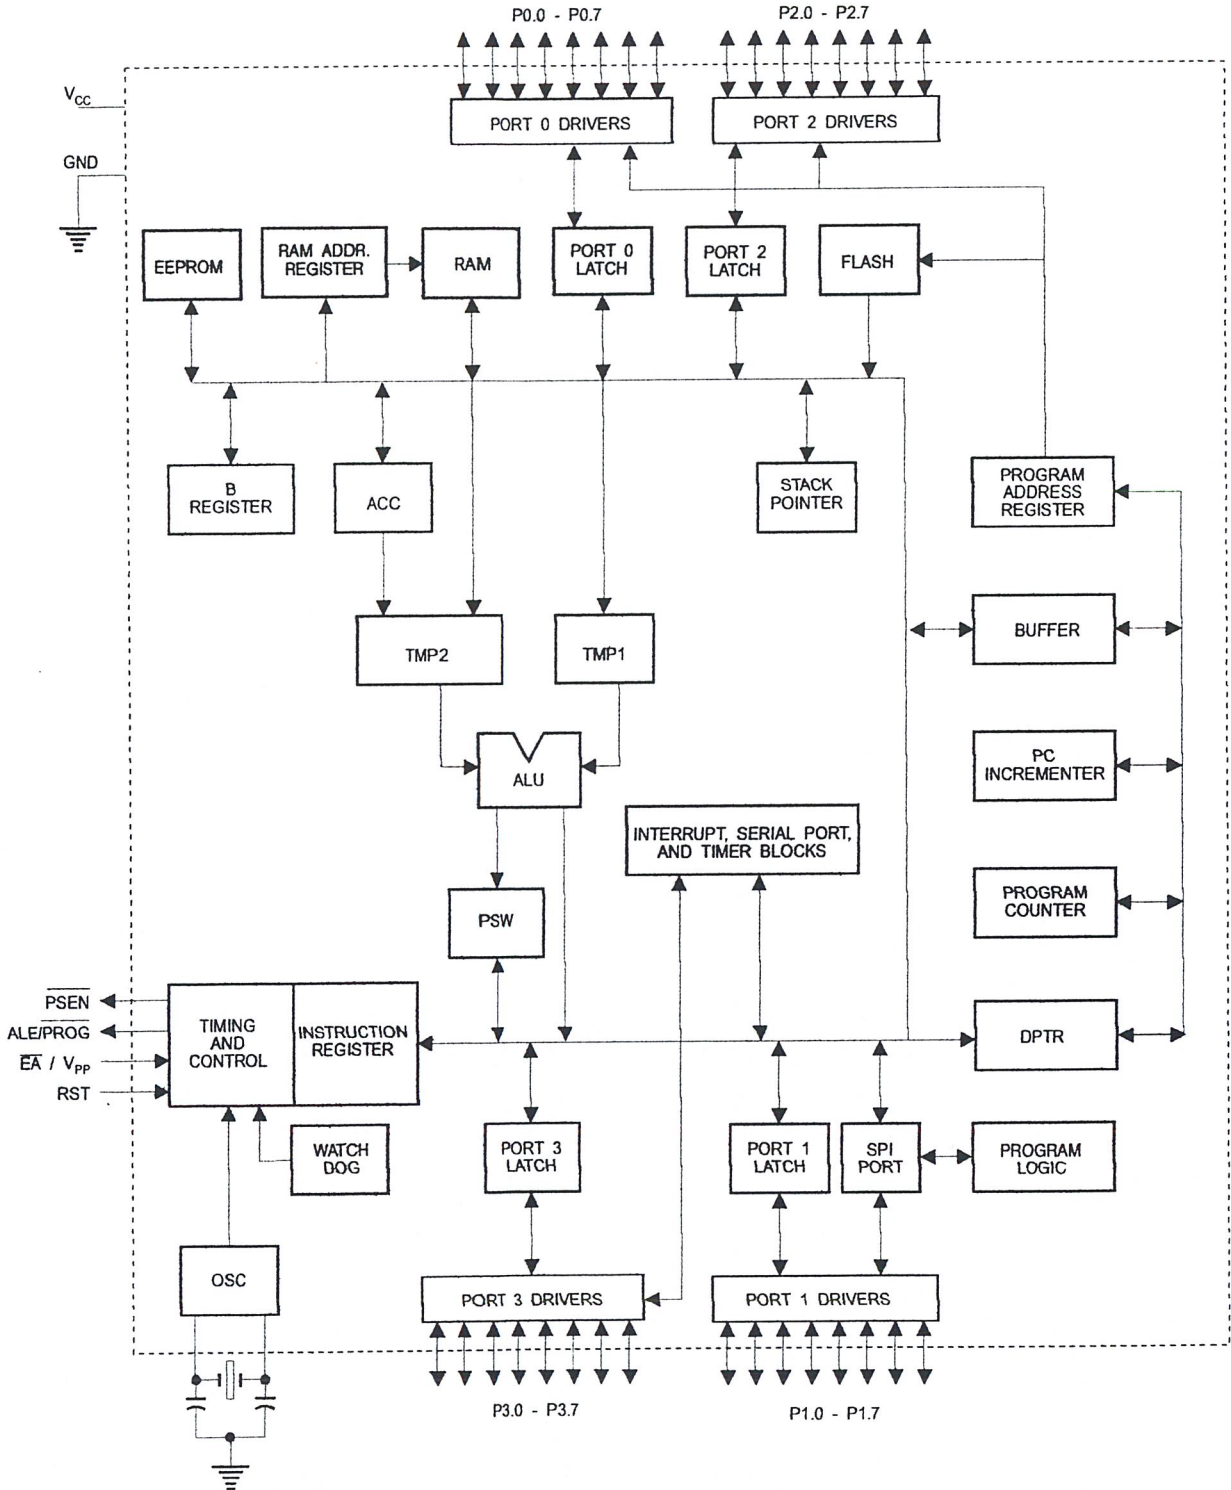 P0.0 - P0.7
P2.0 - P2.7
VCC
PORT 0 DRIVERS
PORT 2 DRIVERS
GND
EEPROM
RAM ADDR.
REGISTER
RAM
PORT 0
LATCH
PORT 2
LATCH
FLASH
B
REGISTER
ACC
STACK
POINTER
PROGRAM
ADDRESS
REGISTER
BUFFER
TMP2
TMP1
ALU
PC
INCREMENTER
INTERRUPT, SERIAL PORT,
AND TIMER BLOCKS
PSW
PROGRAM
COUNTER
PSEN
ALE/PROG
EA / VPP
RST
TIMING
AND
CONTROL
INSTRUCTION
REGISTER
DPTR
WATCH
DOG
PORT 3
LATCH
PORT 1
LATCH
SPI
PORT
PROGRAM
LOGIC
OSC
PORT 3 DRIVERS
PORT 1 DRIVERS
P3.0 - P3.7
P1.0 - P1.7